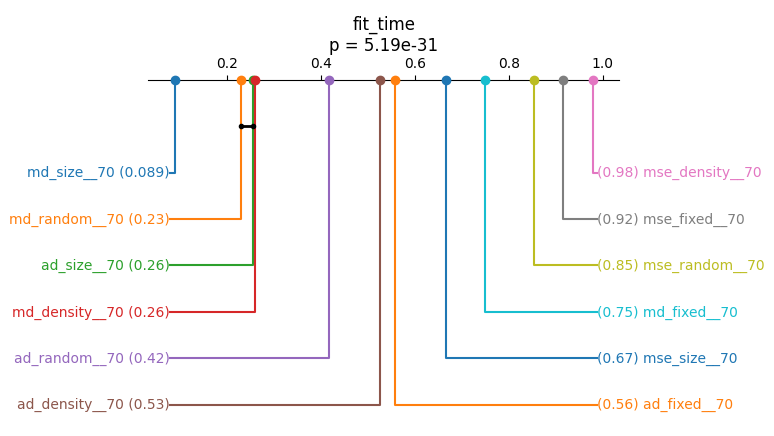 fit_time
p = 5.19e-31
0.2 0.4 0.6 0.8 1.0
md_size__70 (0.089)
(0.98) mse_density__70
md_random__70 (0.23)
(0.92) mse_fixed__70
ad_size__70 (0.26)
(0.85) mse_random__70
md_density__70 (0.26)
(0.75) md_fixed__70
ad_random__70 (0.42)
(0.67) mse_size__70
ad_density__70 (0.53)
(0.56) ad_fixed__70